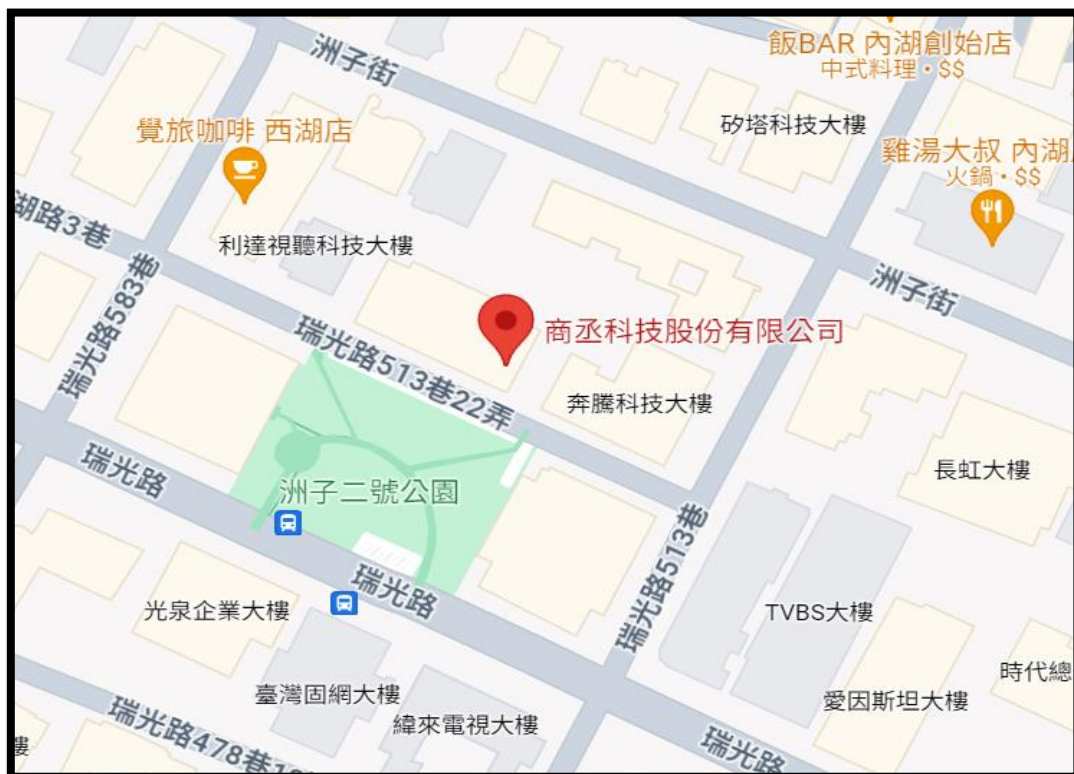 飯BAR 內湖創始店
中式料理・$$
洲子街
矽塔科技大樓
覺旅咖啡 西湖店
雞湯大叔 內湖
火鍋・$$
湖路3巷
利達視聽科技大樓
瑞光路583巷
洲子街
商丞科技股份有限公司
瑞光路513巷22弄
奔騰科技大樓
長虹大樓
瑞光路
洲子二號公園
瑞光路513巷
瑞光路
光泉企業大樓
TVBS大樓
時代總
臺灣固網大樓
愛因斯坦大樓
緯來電視大樓
瑞光路478巷
瑞光路
樓